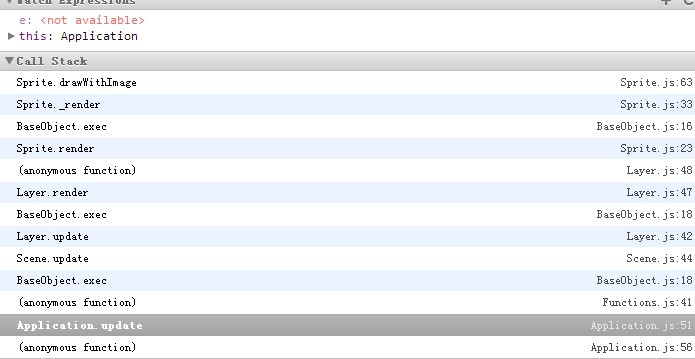 Watch Expressions
e: <not available>
this: Application
Call Stack
Sprite.drawWithImage Sprite.js:63
Sprite._render Sprite.js:33
BaseObject.exec BaseObject.js:16
Sprite.render Sprite.js:23
(anonymous function) Layer.js:48
Layer.render Layer.js:47
BaseObject.exec BaseObject.js:18
Layer.update Layer.js:42
Scene.update Scene.js:44
BaseObject.exec BaseObject.js:18
(anonymous function) Functions.js:41
Application.update Application.js:51
(anonymous function) Application.js:56